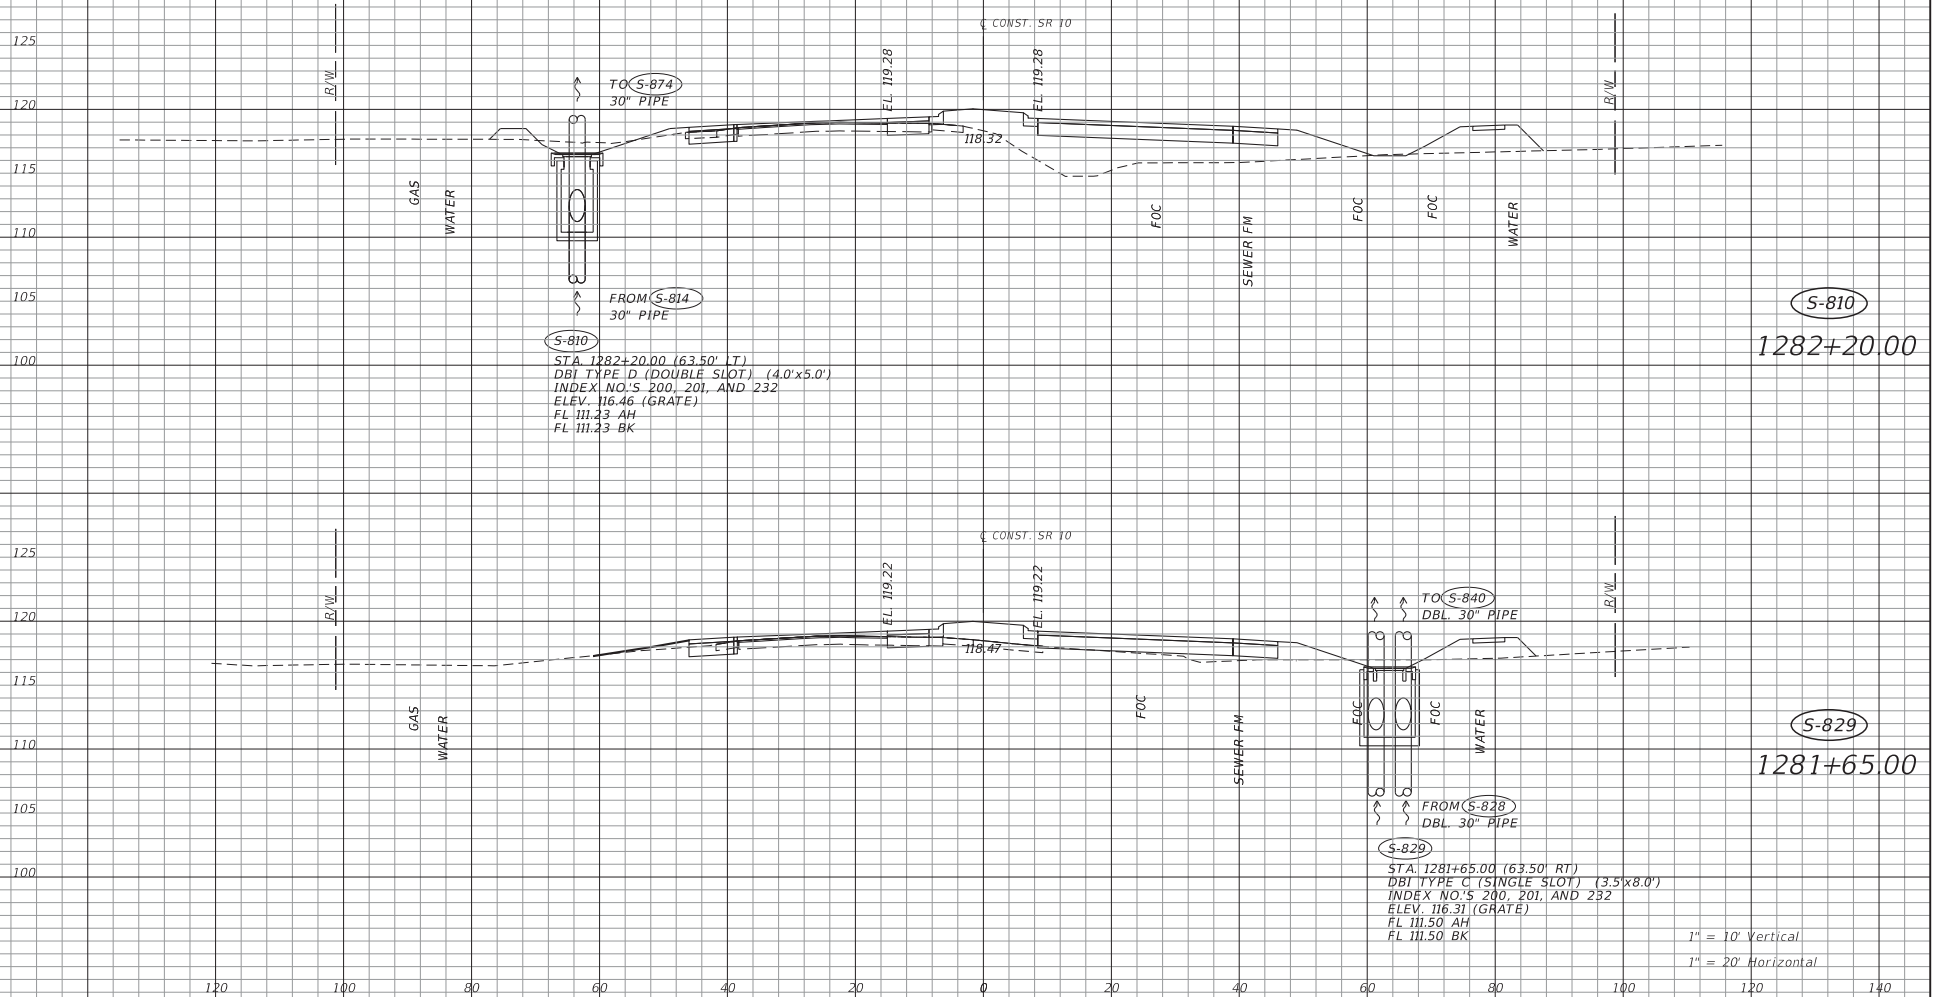 ℄ CONST. SR 10
125
R/W
EL. 119.28
EL. 119.28
R/W
TO S-874
30" PIPE
120
118.32
115
GAS
WATER
FOC
SEWER FM
FOC
FOC
WATER
110
105
FROM S-814
30" PIPE
S-810
1282+20.00
S-810
100
STA. 1282+20.00 (63.50' LT)
DBI TYPE D (DOUBLE SLOT) (4.0'x5.0')
INDEX NO.'S 200, 201, AND 232
ELEV. 116.46 (GRATE)
FL 111.23 AH
FL 111.23 BK
℄ CONST. SR 10
125
R/W
EL. 119.22
EL. 119.22
R/W
TO S-840
DBL. 30" PIPE
120
118.47
115
GAS
WATER
FOC
SEWER FM
FOC
FOC
WATER
110
S-829
1281+65.00
105
FROM S-828
DBL. 30" PIPE
S-829
100
STA. 1281+65.00 (63.50' RT)
DBI TYPE C (SINGLE SLOT) (3.5'x8.0')
INDEX NO.'S 200, 201, AND 232
ELEV. 116.31 (GRATE)
FL 111.50 AH
FL 111.50 BK
1" = 10' Vertical
1" = 20' Horizontal
120 100 80 60 40 20 0 20 40 60 80 100 120 140